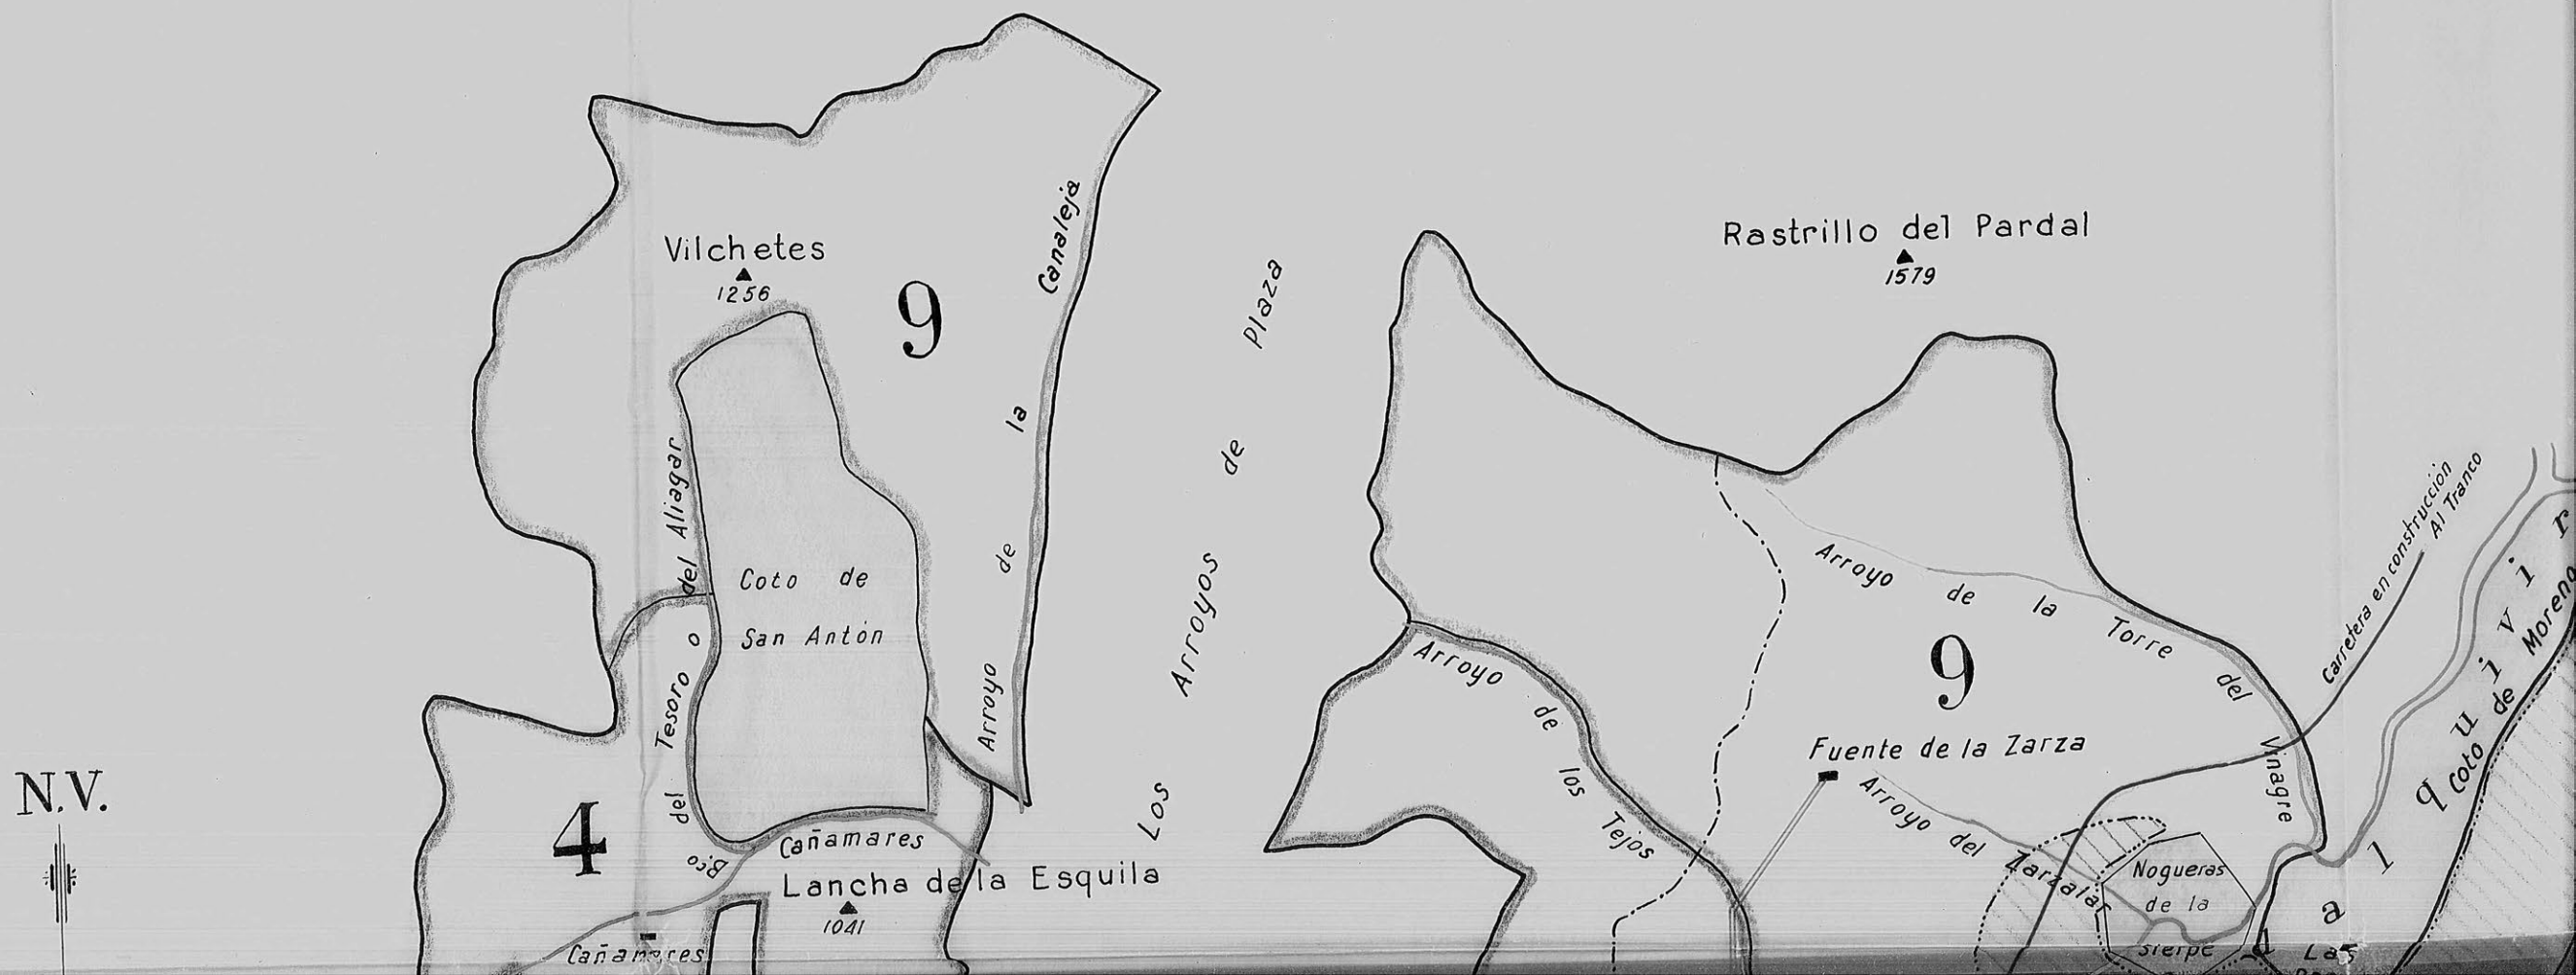 Vilchetes
1256
9
Arroyo de la Canaleja
Rastrillo del Pardal
1579
Los Arroyos de Plaza
Coto de
San Antón
Bco del Tesoro o del Aliagar
Arroyo de la Torre del Vinagre
Carretera en construcción
Al Tranco
9
Arroyo de los Tejos
Fuente de la Zarza
Arroyo del Zarzalar
Coto de Moreno
a l q u i v i r
N.V.
4
Cañamares
Lancha de la Esquila
1041
Cañamares
Nogueras
de la
Sierpe
Las